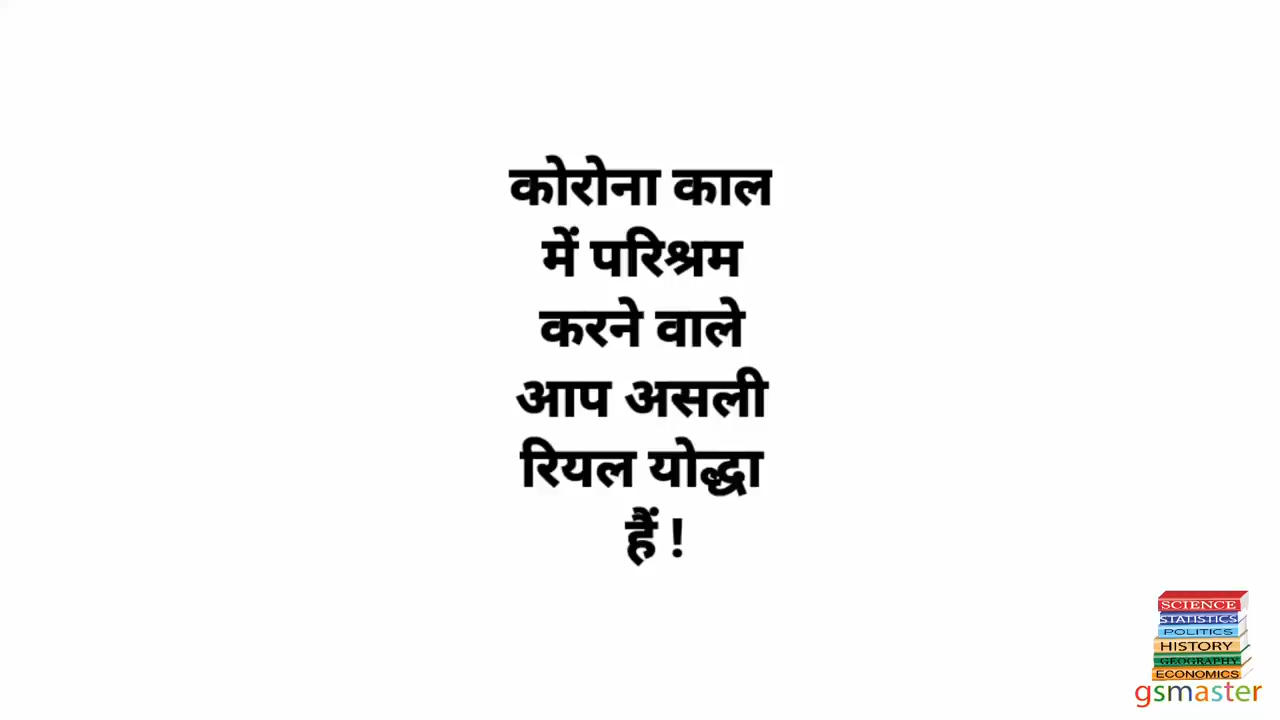 कोरोना काल
में परिश्रम
करने वाले
आप असली
रियल योद्धा
हैं !
SCIENCE
STATISTICS
POLITICS
HISTORY
GEOGRAPHY
ECONOMICS
gsmaster